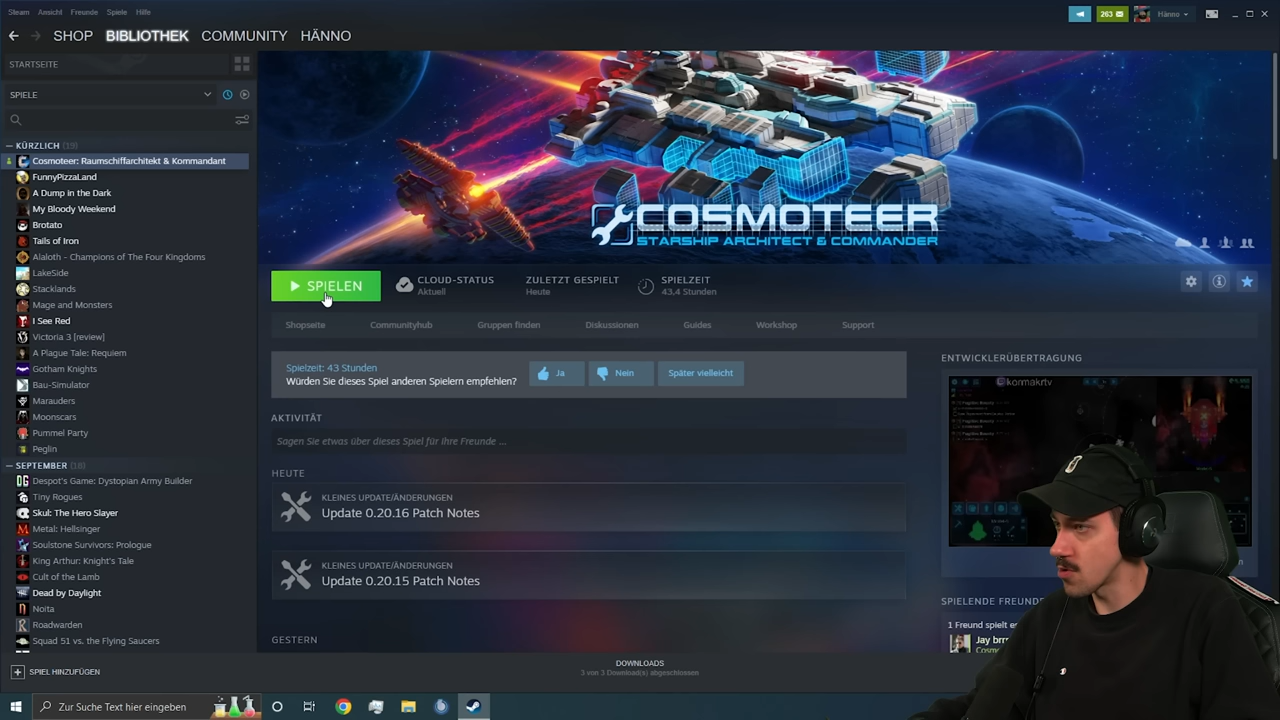 Steam Ansicht Freunde Spiele Hilfe
263
Hänno
SHOP BIBLIOTHEK COMMUNITY HÄNNO
STARTSEITE
SPIELE
KÜRZLICH (19)
Cosmoteer: Raumschiffarchitekt & Kommandant
FunnyPizzaLand
A Dump in the Dark
My Bloody Weekend
Brotato
Tails of Iron
Alaloth - Champions of The Four Kingdoms
LakeSide
Stacklands
Mage and Monsters
I See Red
Victoria 3 [review]
A Plague Tale: Requiem
Gotham Knights
Bau-Simulator
Marauders
Moonscars
Pummel Party
Peglin
SEPTEMBER (18)
Despot's Game: Dystopian Army Builder
Tiny Rogues
Skul: The Hero Slayer
Metal: Hellsinger
Soulstone Survivors: Prologue
King Arthur: Knight's Tale
Cult of the Lamb
Dead by Daylight
Noita
Roadwarden
Squad 51 vs. the Flying Saucers
SPIEL HINZUFÜGEN
COSMOTEER
STARSHIP ARCHITECT & COMMANDER
SPIELEN
CLOUD-STATUS
Aktuell
ZULETZT GESPIELT
Heute
SPIELZEIT
43,4 Stunden
Shopseite Communityhub Gruppen finden Diskussionen Guides Workshop Support
Spielzeit: 43 Stunden
Würden Sie dieses Spiel anderen Spielern empfehlen?
Ja Nein Später vielleicht
AKTIVITÄT
Sagen Sie etwas über dieses Spiel für Ihre Freunde ...
HEUTE
KLEINES UPDATE/ÄNDERUNGEN
Update 0.20.16 Patch Notes
KLEINES UPDATE/ÄNDERUNGEN
Update 0.20.15 Patch Notes
GESTERN
ENTWICKLERÜBERTRAGUNG
konmakrtv
SPIELENDE FREUNDE
1 Freund spielt
Jay
DOWNLOADS
3 von 3 Download(s) abgeschlossen
Zur Suche Text hier eingeben